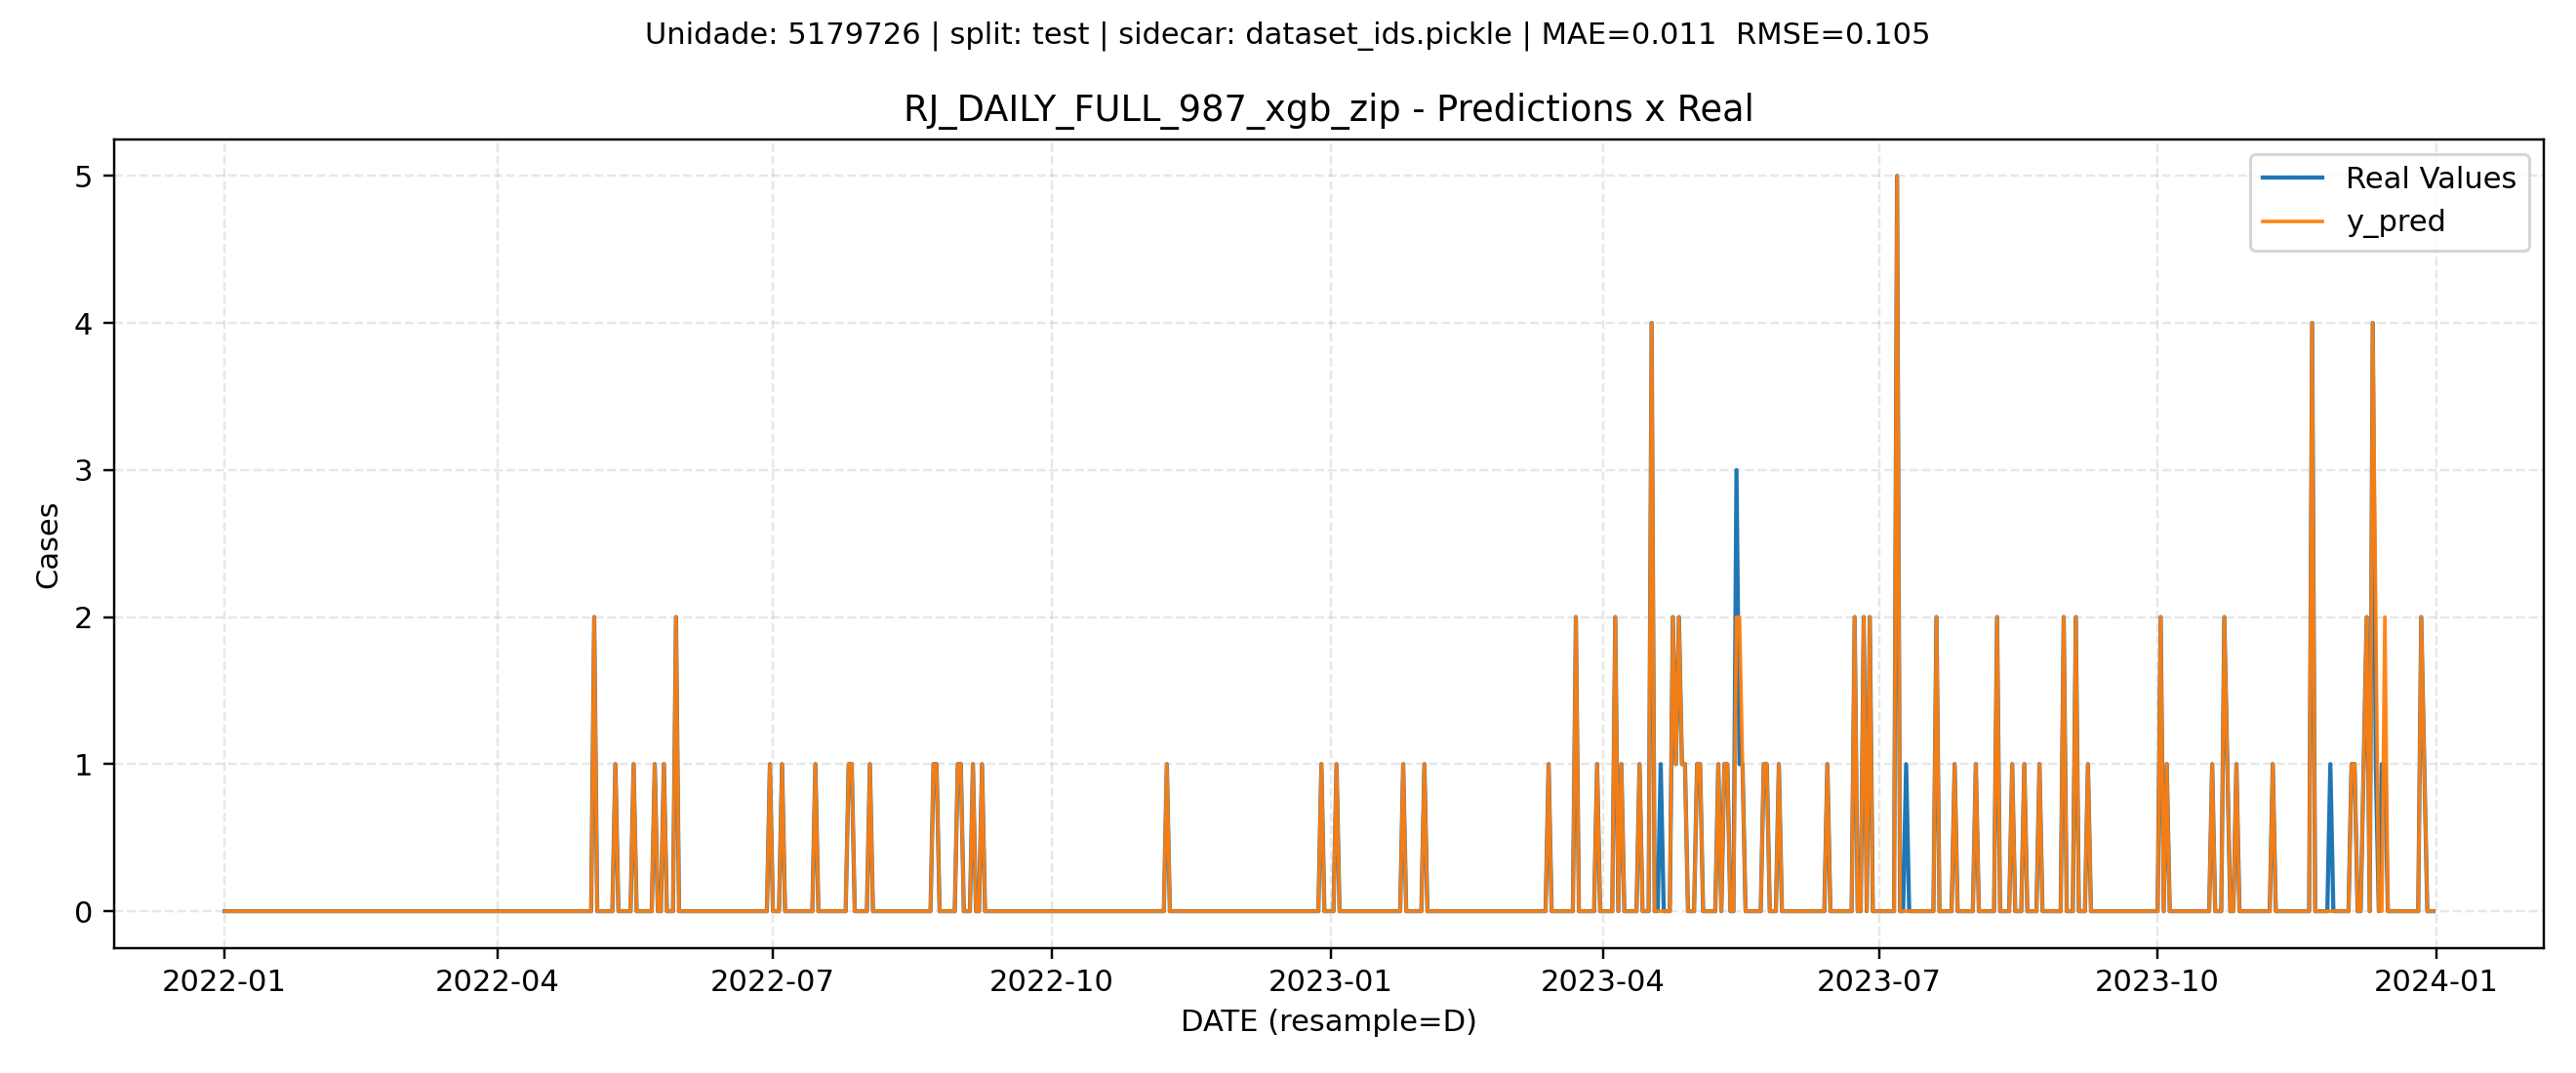 Unidade: 5179726 | split: test | sidecar: dataset_ids.pickle | MAE=0.011  RMSE=0.105
RJ_DAILY_FULL_987_xgb_zip - Predictions x Real
Real Values
y_pred
5
4
3
2
1
0
Cases
2022-01
2022-04
2022-07
2022-10
2023-01
2023-04
2023-07
2023-10
2024-01
DATE (resample=D)